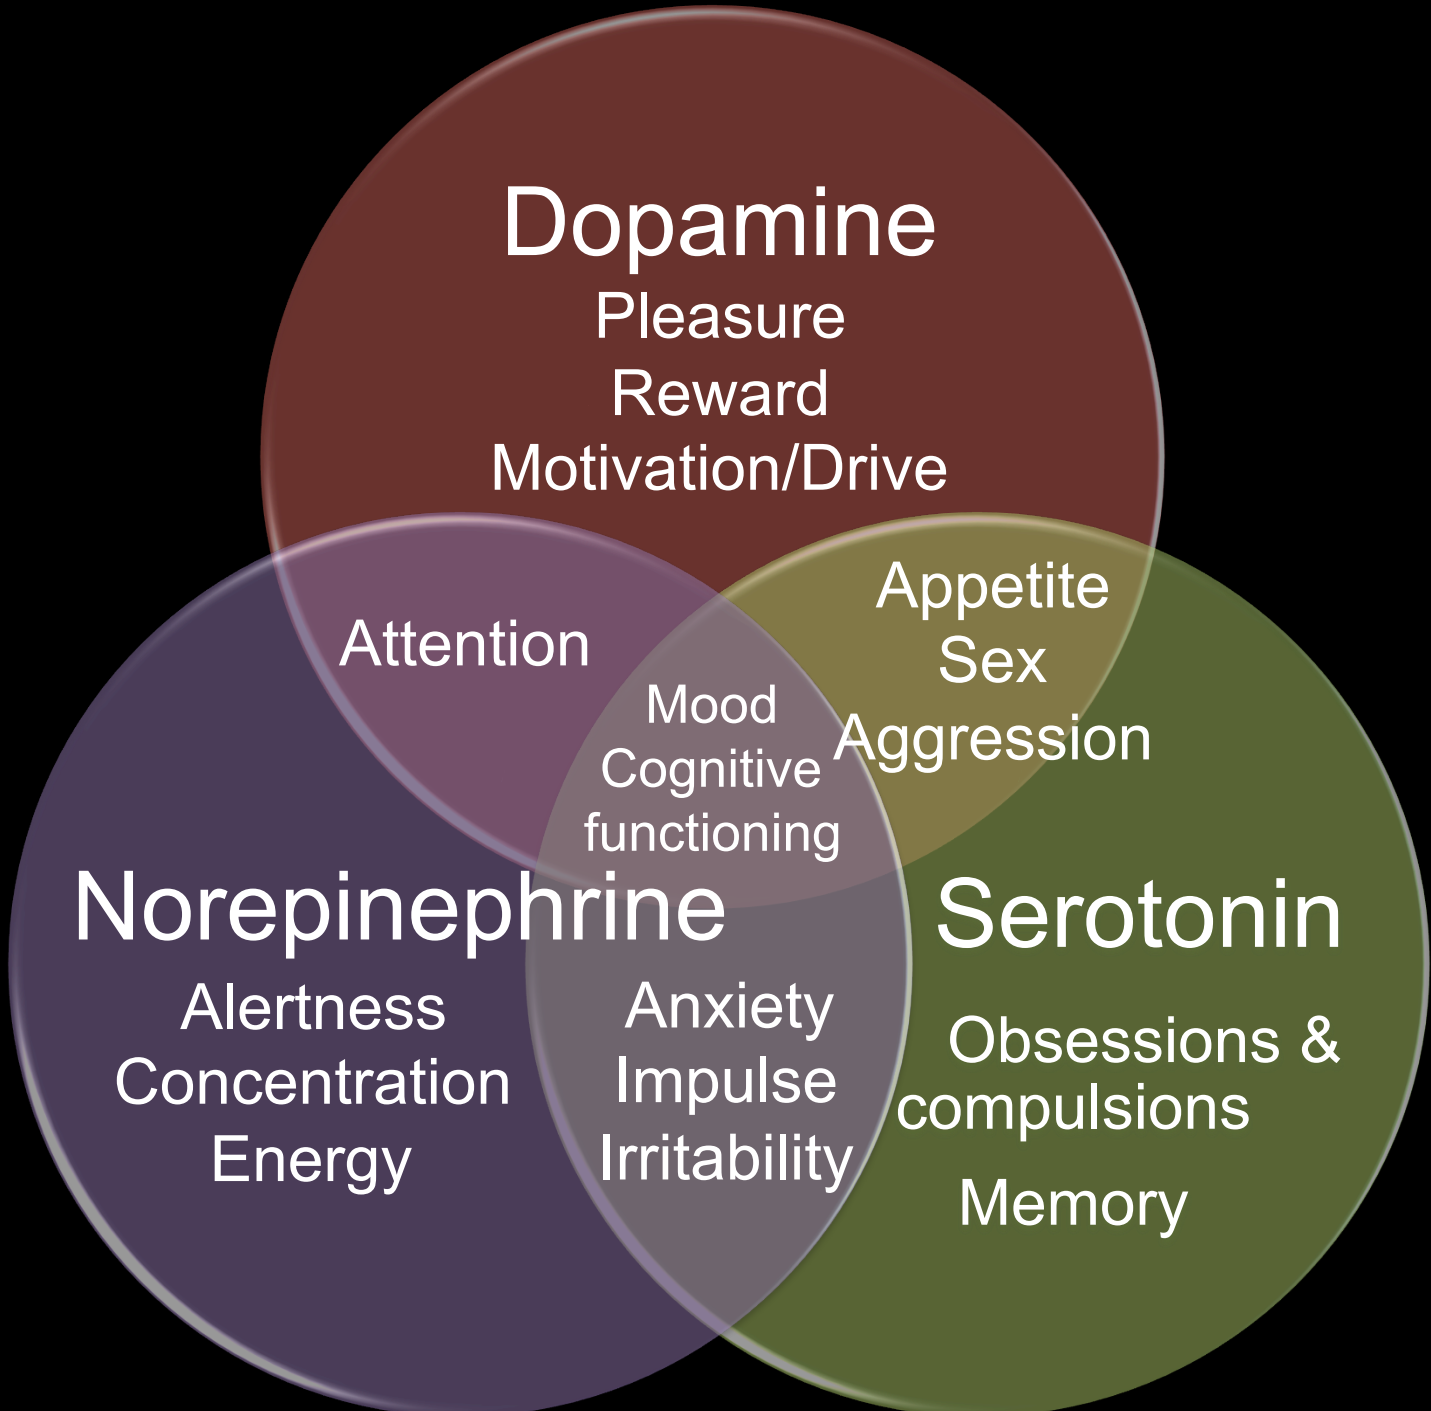 Dopamine
Pleasure
Reward
Motivation/Drive
Attention
Appetite
Sex
Aggression
Mood
Cognitive
functioning
Norepinephrine
Alertness
Concentration
Energy
Anxiety
Impulse
Irritability
Serotonin
Obsessions &
compulsions
Memory